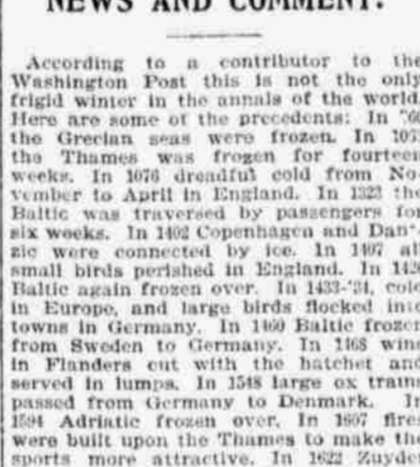 NEWS AND COMMENT.
According to a contributor to the
Washington Post this is not the only
frigid winter in the annals of the world
Here are some of the precedents: In
the Grecian seas were frozen. In
the Thames was frogen for fourteen
weeks. In 1076 dreadful cold from No-
vember to April in England. In 1323 the
Baltic was traversed by passengers for
six weeks. In 1402 Copenhagen and Dan-
zic were connected by ice. In 1407 al
small birds perished in England. In
Baltic again frozen over. In 1433-'34, cold
in Europe, and large birds flocked into
towns in Germany. In 1460 Baltic frozen
from Sweden to Germany. In 1468 wine
in Flanders cut with the hatchet and
served in lumps. In 1548 large ox train
passed from Germany to Denmark. In
1594 Adriatic frozen over. In 1607 fires
were built upon the Thames to make the
sports more attractive. In 1622 Zuyde